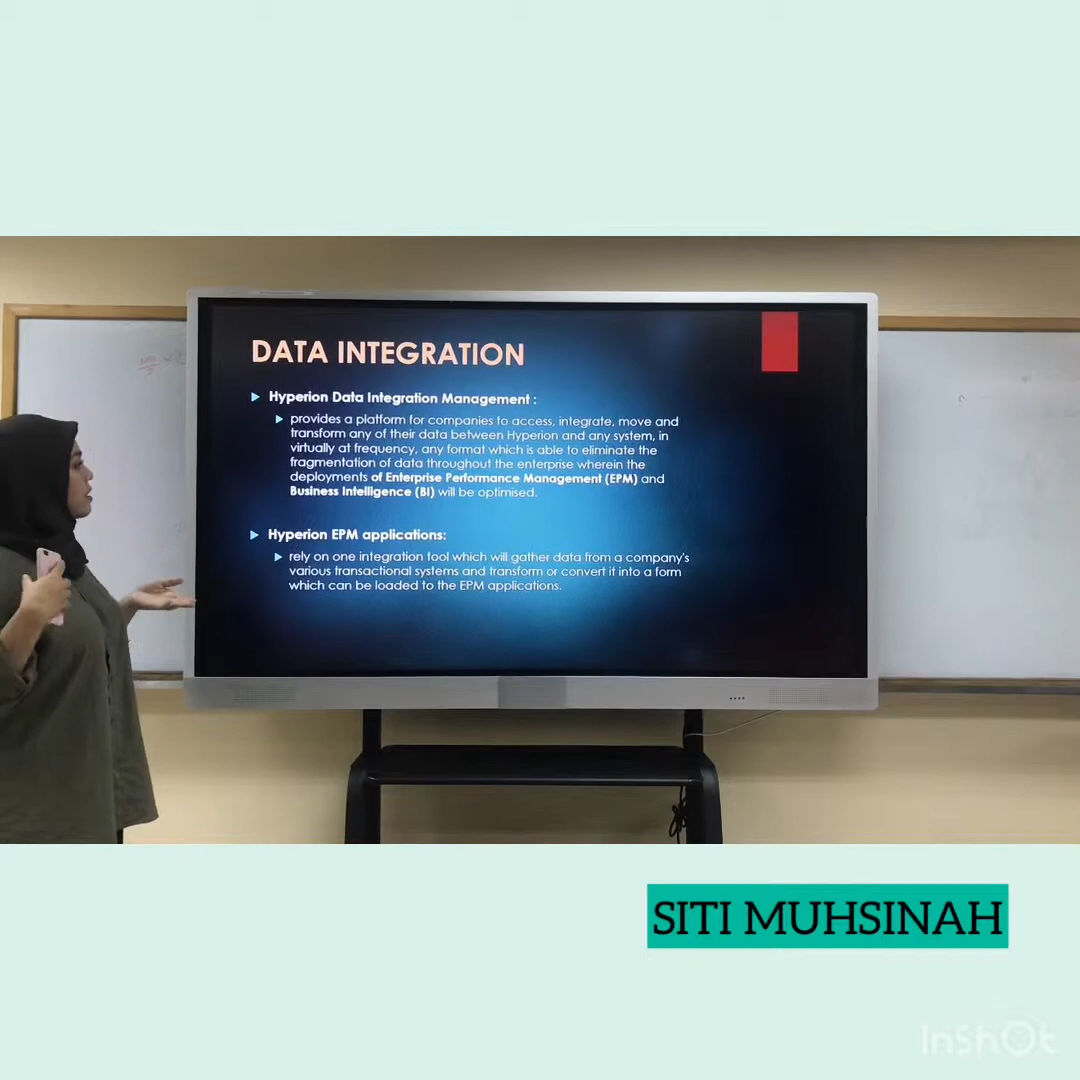 DATA INTEGRATION
Hyperion Data Integration Management :
provides a platform for companies to access, integrate, move and
transform any of their data between Hyperion and any system, in
virtually at frequency, any format which is able to eliminate the
fragmentation of data throughout the enterprise wherein the
deployments of Enterprise Performance Management (EPM) and
Business Intelligence (BI) will be optimised.
Hyperion EPM applications:
rely on one integration tool which will gather data from a company's
various transactional systems and transform or convert it into a form
which can be loaded to the EPM applications.
SITI MUHSINAH
InShOt